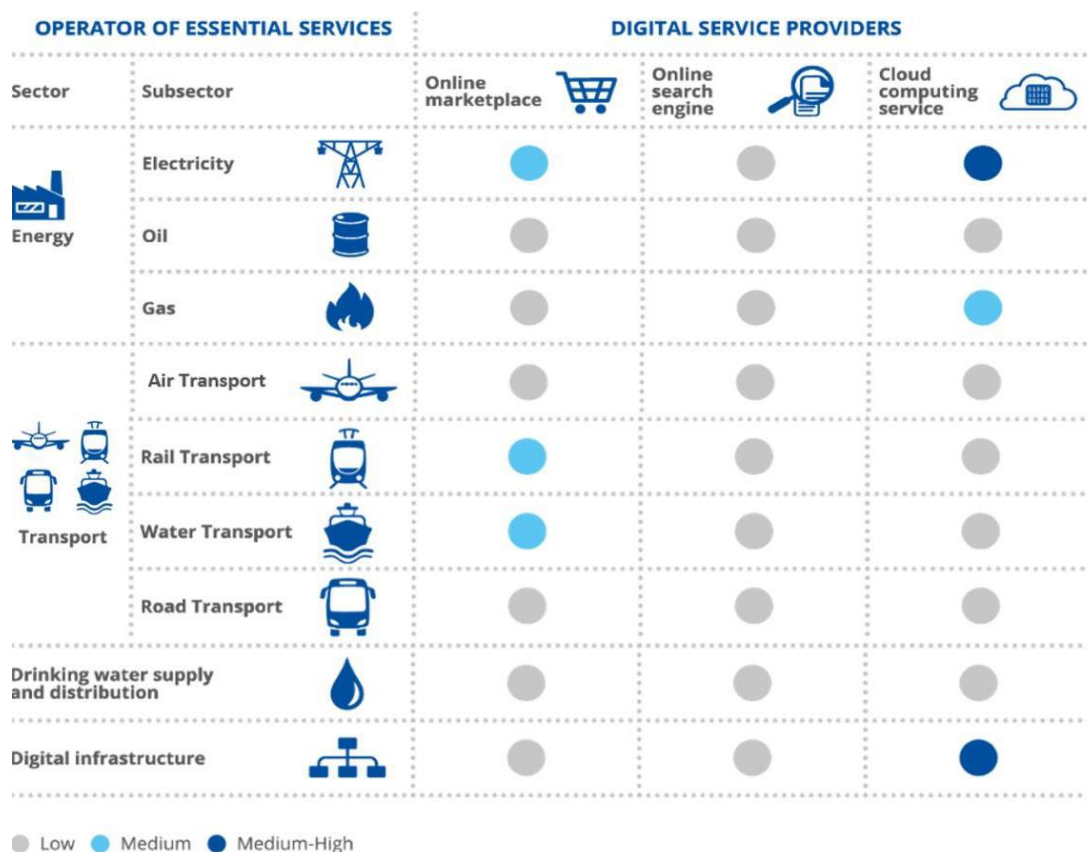 OPERATOR OF ESSENTIAL SERVICES
DIGITAL SERVICE PROVIDERS
Sector
Subsector
Online
marketplace
Online
search
engine
Cloud
computing
service
Energy
Electricity
Oil
Gas
Transport
Air Transport
Rail Transport
Water Transport
Road Transport
Drinking water supply
and distribution
Digital infrastructure
Low
Medium
Medium-High